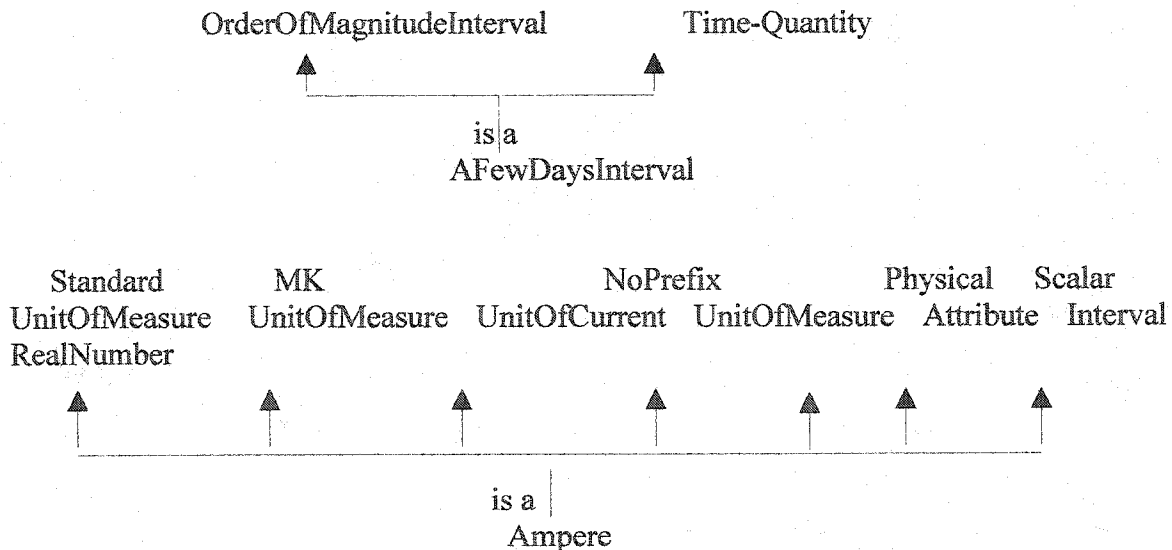 OrderOfMagnitudeInterval Time-Quantity
is a
AFewDaysInterval
Standard MK NoPrefix Physical Scalar
UnitOfMeasure UnitOfMeasure UnitOfCurrent UnitOfMeasure Attribute Interval
RealNumber
is a
Ampere